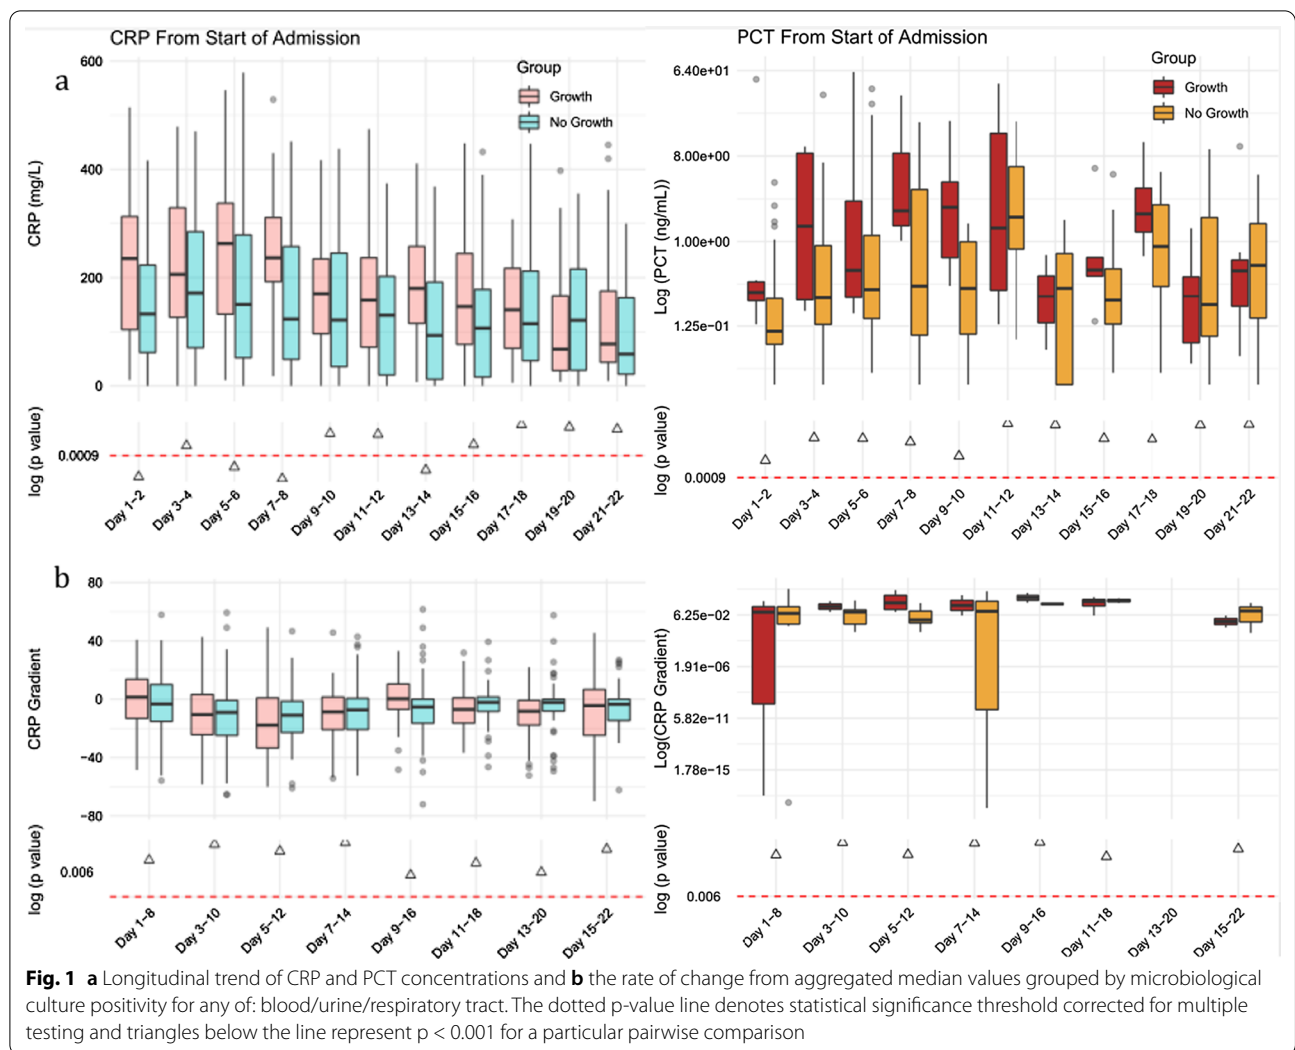 CRP From Start of Admission
a
600
400
200
0
CRP (mg/L)
Group
Growth
No Growth
log (p value)
0.0009
Day 1–2
Day 3–4
Day 5–6
Day 7–8
Day 9–10
Day 11–12
Day 13–14
Day 15–16
Day 17–18
Day 19–20
Day 21–22
PCT From Start of Admission
6.40e+01
8.00e+00
1.00e+00
1.25e−01
Log (PCT (ng/mL))
Group
Growth
No Growth
log (p value)
0.0009
Day 1–2
Day 3–4
Day 5–6
Day 7–8
Day 9–10
Day 11–12
Day 13–14
Day 15–16
Day 17–18
Day 19–20
Day 21–22
b
80
40
0
−40
−80
CRP Gradient
log (p value)
0.006
Day 1–8
Day 3–10
Day 5–12
Day 7–14
Day 9–16
Day 11–18
Day 13–20
Day 15–22
6.25e−02
1.91e−06
5.82e−11
1.78e−15
Log(CRP Gradient)
log (p value)
0.006
Day 1–8
Day 3–10
Day 5–12
Day 7–14
Day 9–16
Day 11–18
Day 13–20
Day 15–22
Fig. 1 a Longitudinal trend of CRP and PCT concentrations and b the rate of change from aggregated median values grouped by microbiological
culture positivity for any of: blood/urine/respiratory tract. The dotted p-value line denotes statistical significance threshold corrected for multiple
testing and triangles below the line represent p < 0.001 for a particular pairwise comparison